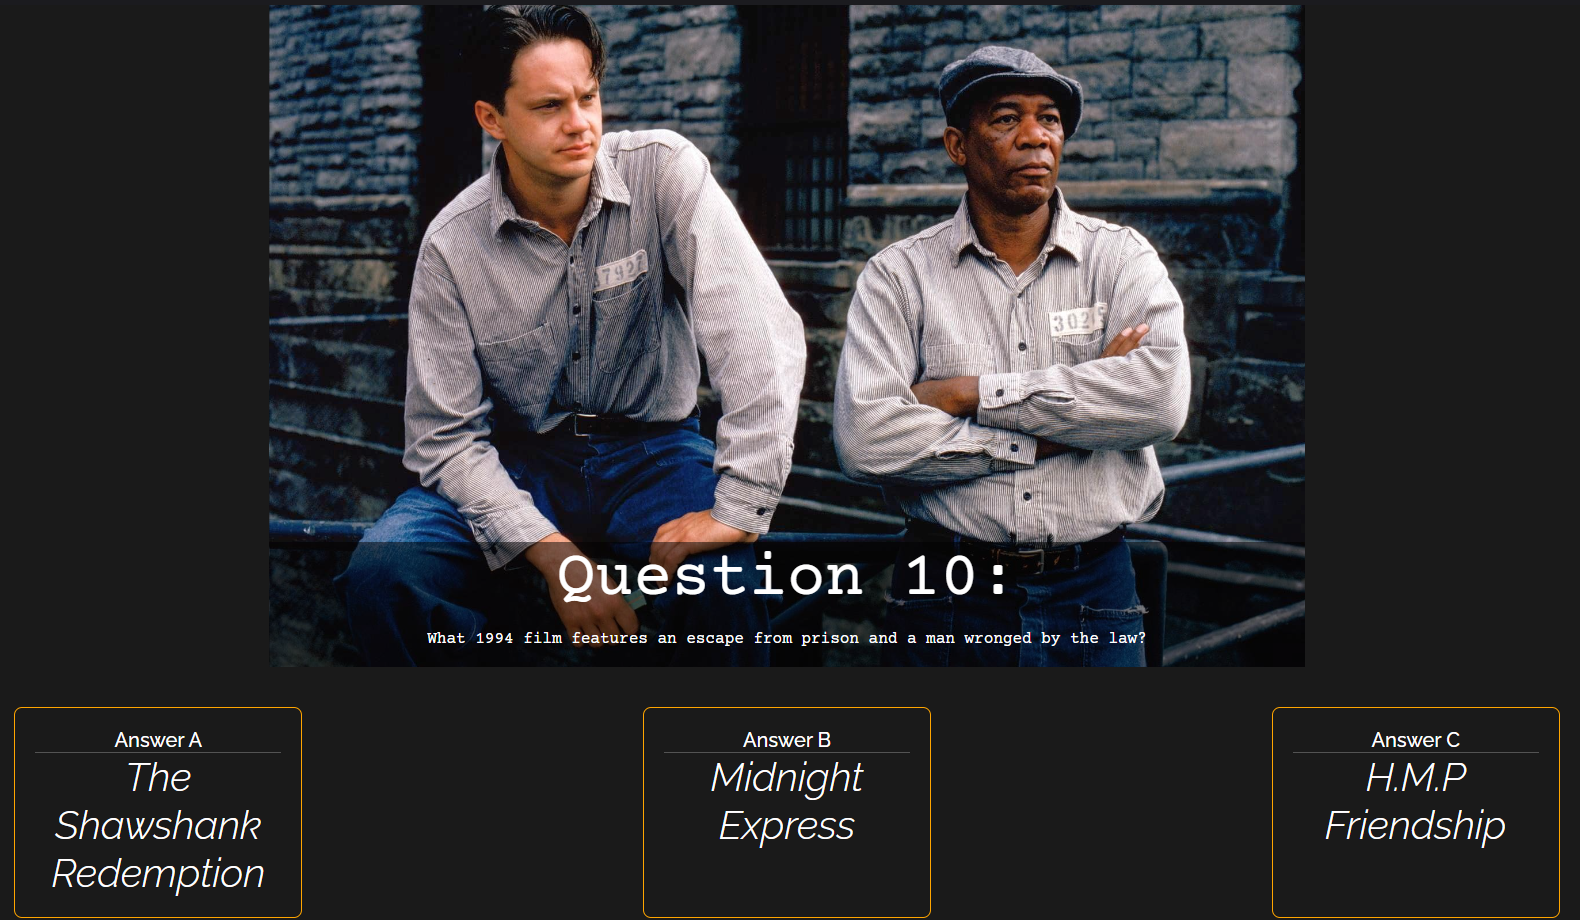 7927
302
Question 10:
What 1994 film features an escape from prison and a man wronged by the law?
Answer A
The
Shawshank
Redemption
Answer B
Midnight
Express
Answer C
H.M.P
Friendship